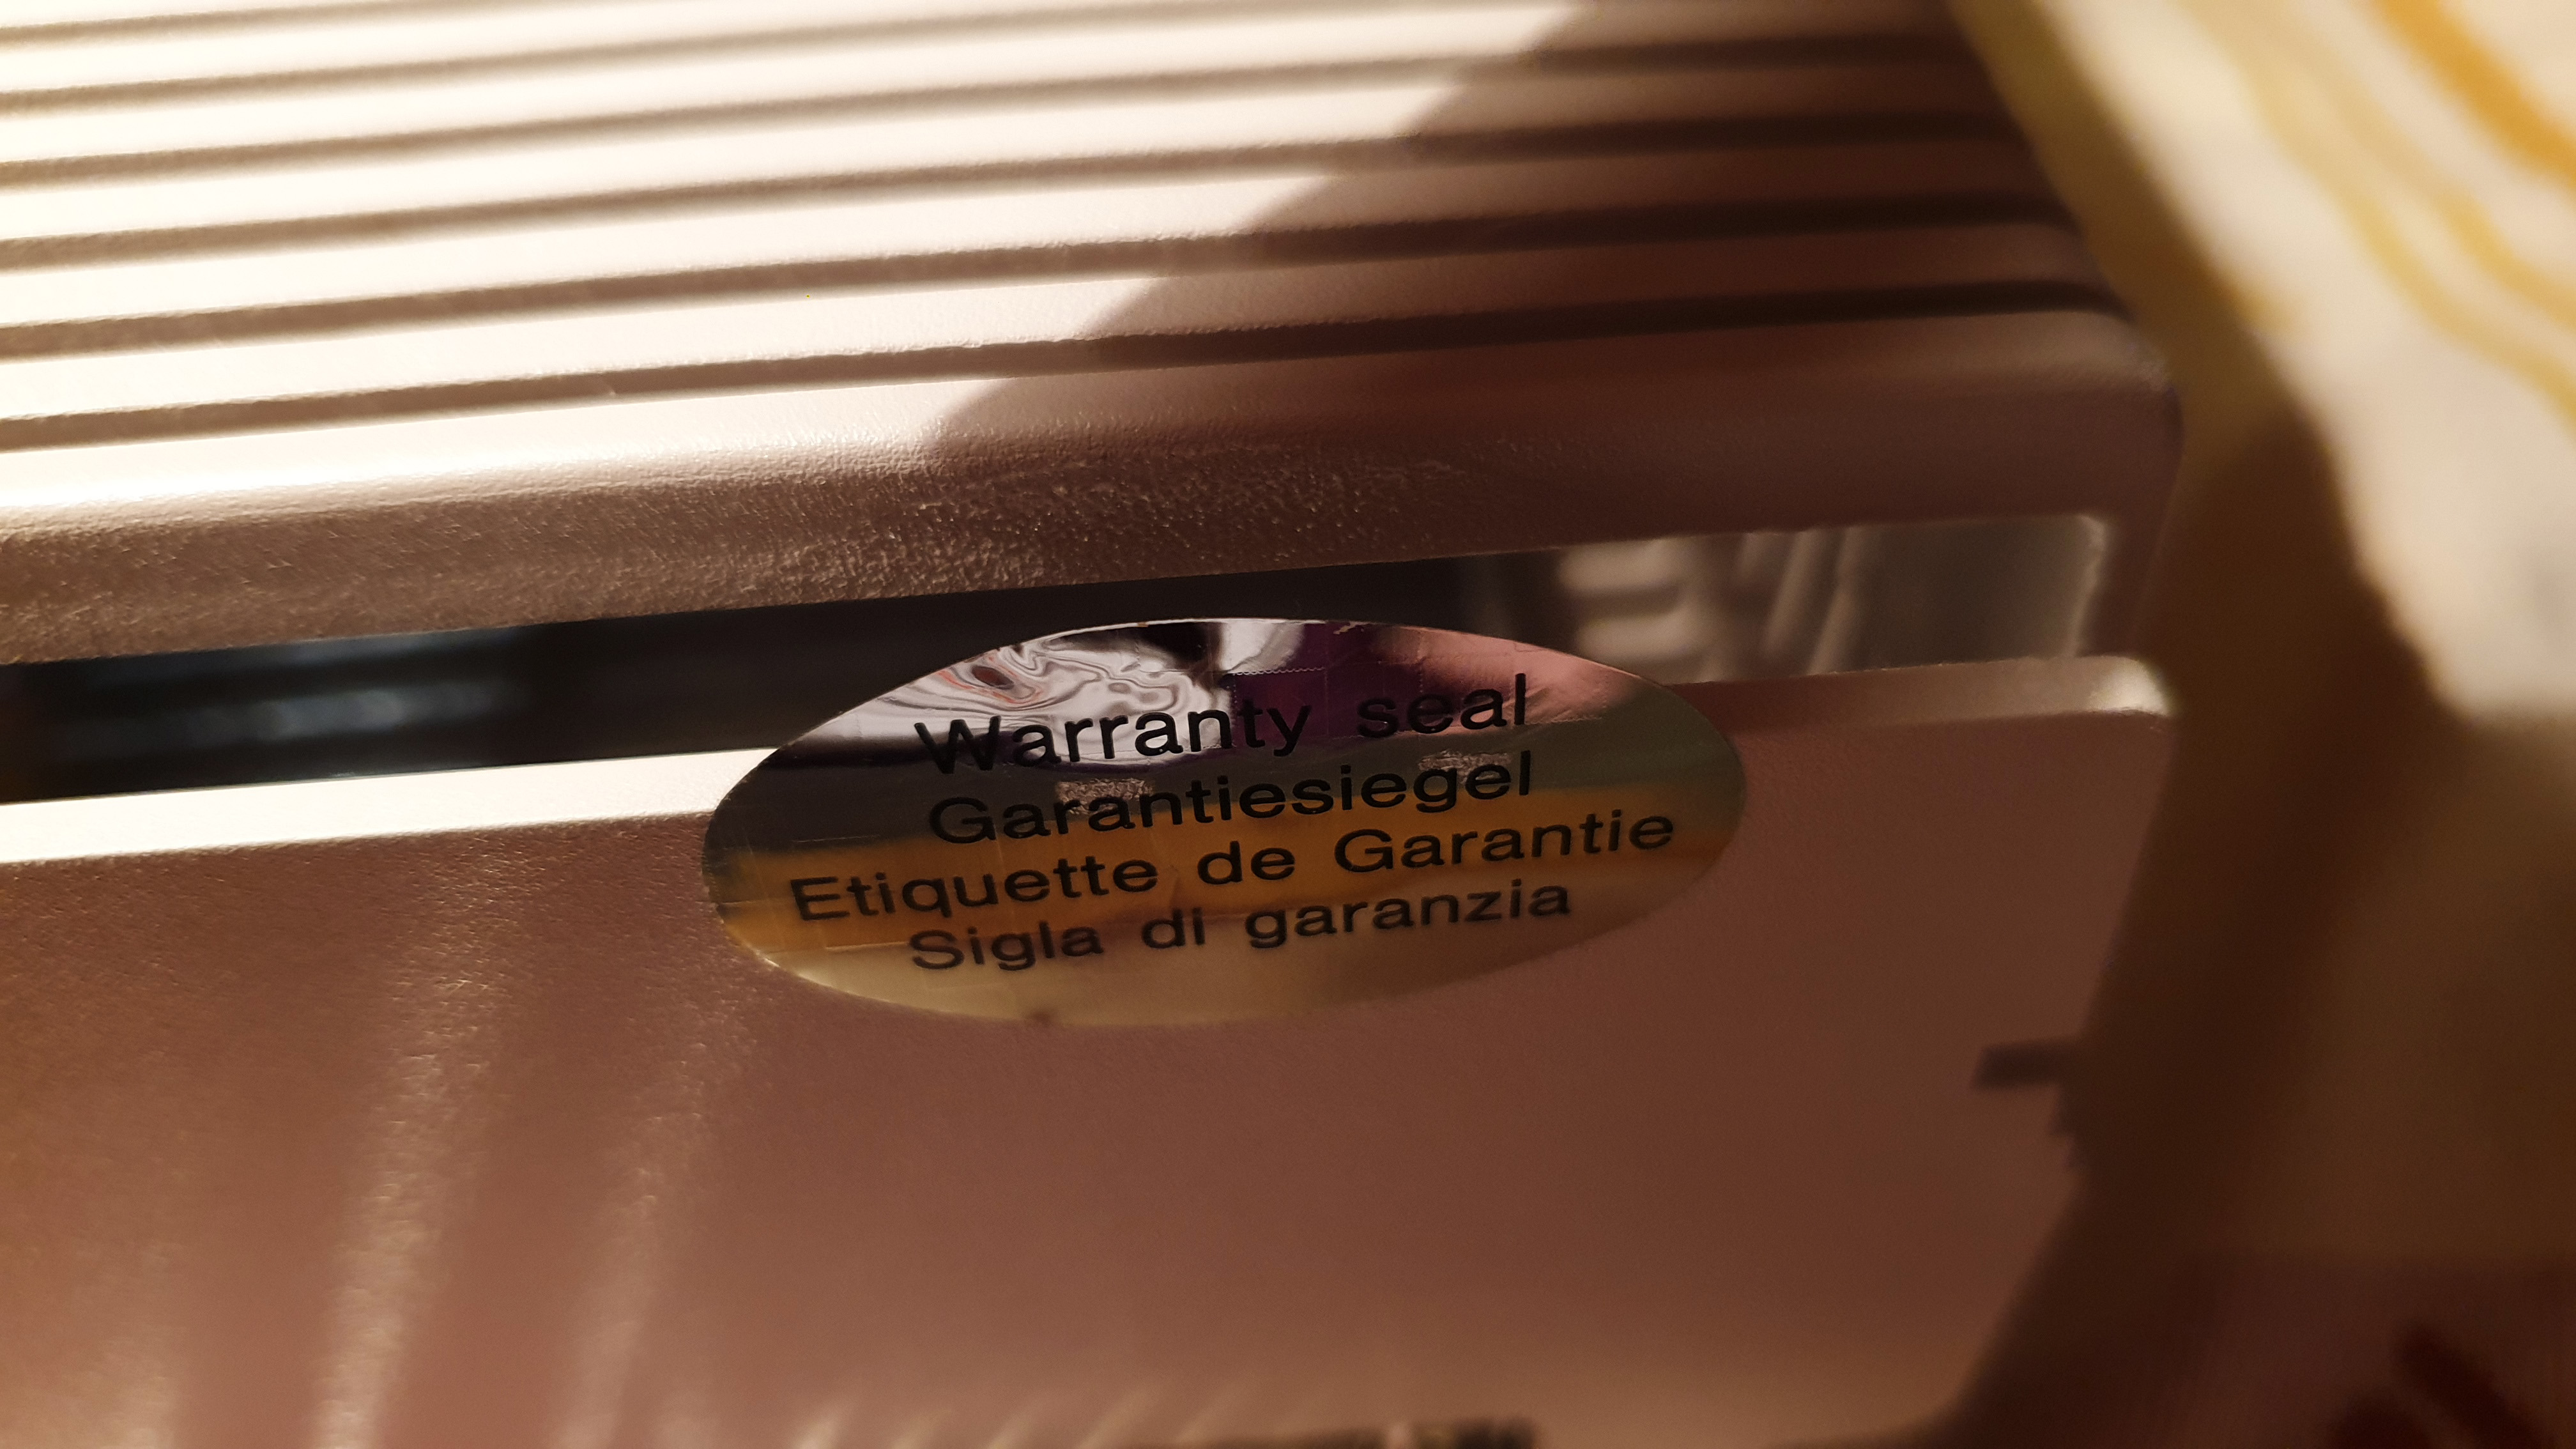 Warranty seal
Garantiesiegel
Etiquette de Garantie
Sigla di garanzia